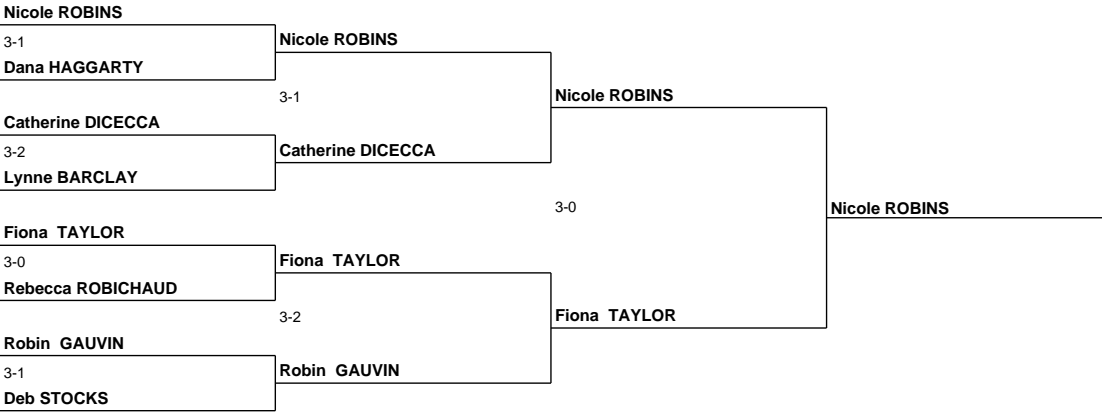 Nicole ROBINS
3-1
Dana HAGGARTY
Nicole ROBINS
3-1
Nicole ROBINS
Catherine DICECCA
3-2
Lynne BARCLAY
Catherine DICECCA
3-0
Nicole ROBINS
Fiona  TAYLOR
3-0
Rebecca ROBICHAUD
Fiona  TAYLOR
3-2
Fiona  TAYLOR
Robin  GAUVIN
3-1
Deb STOCKS
Robin  GAUVIN